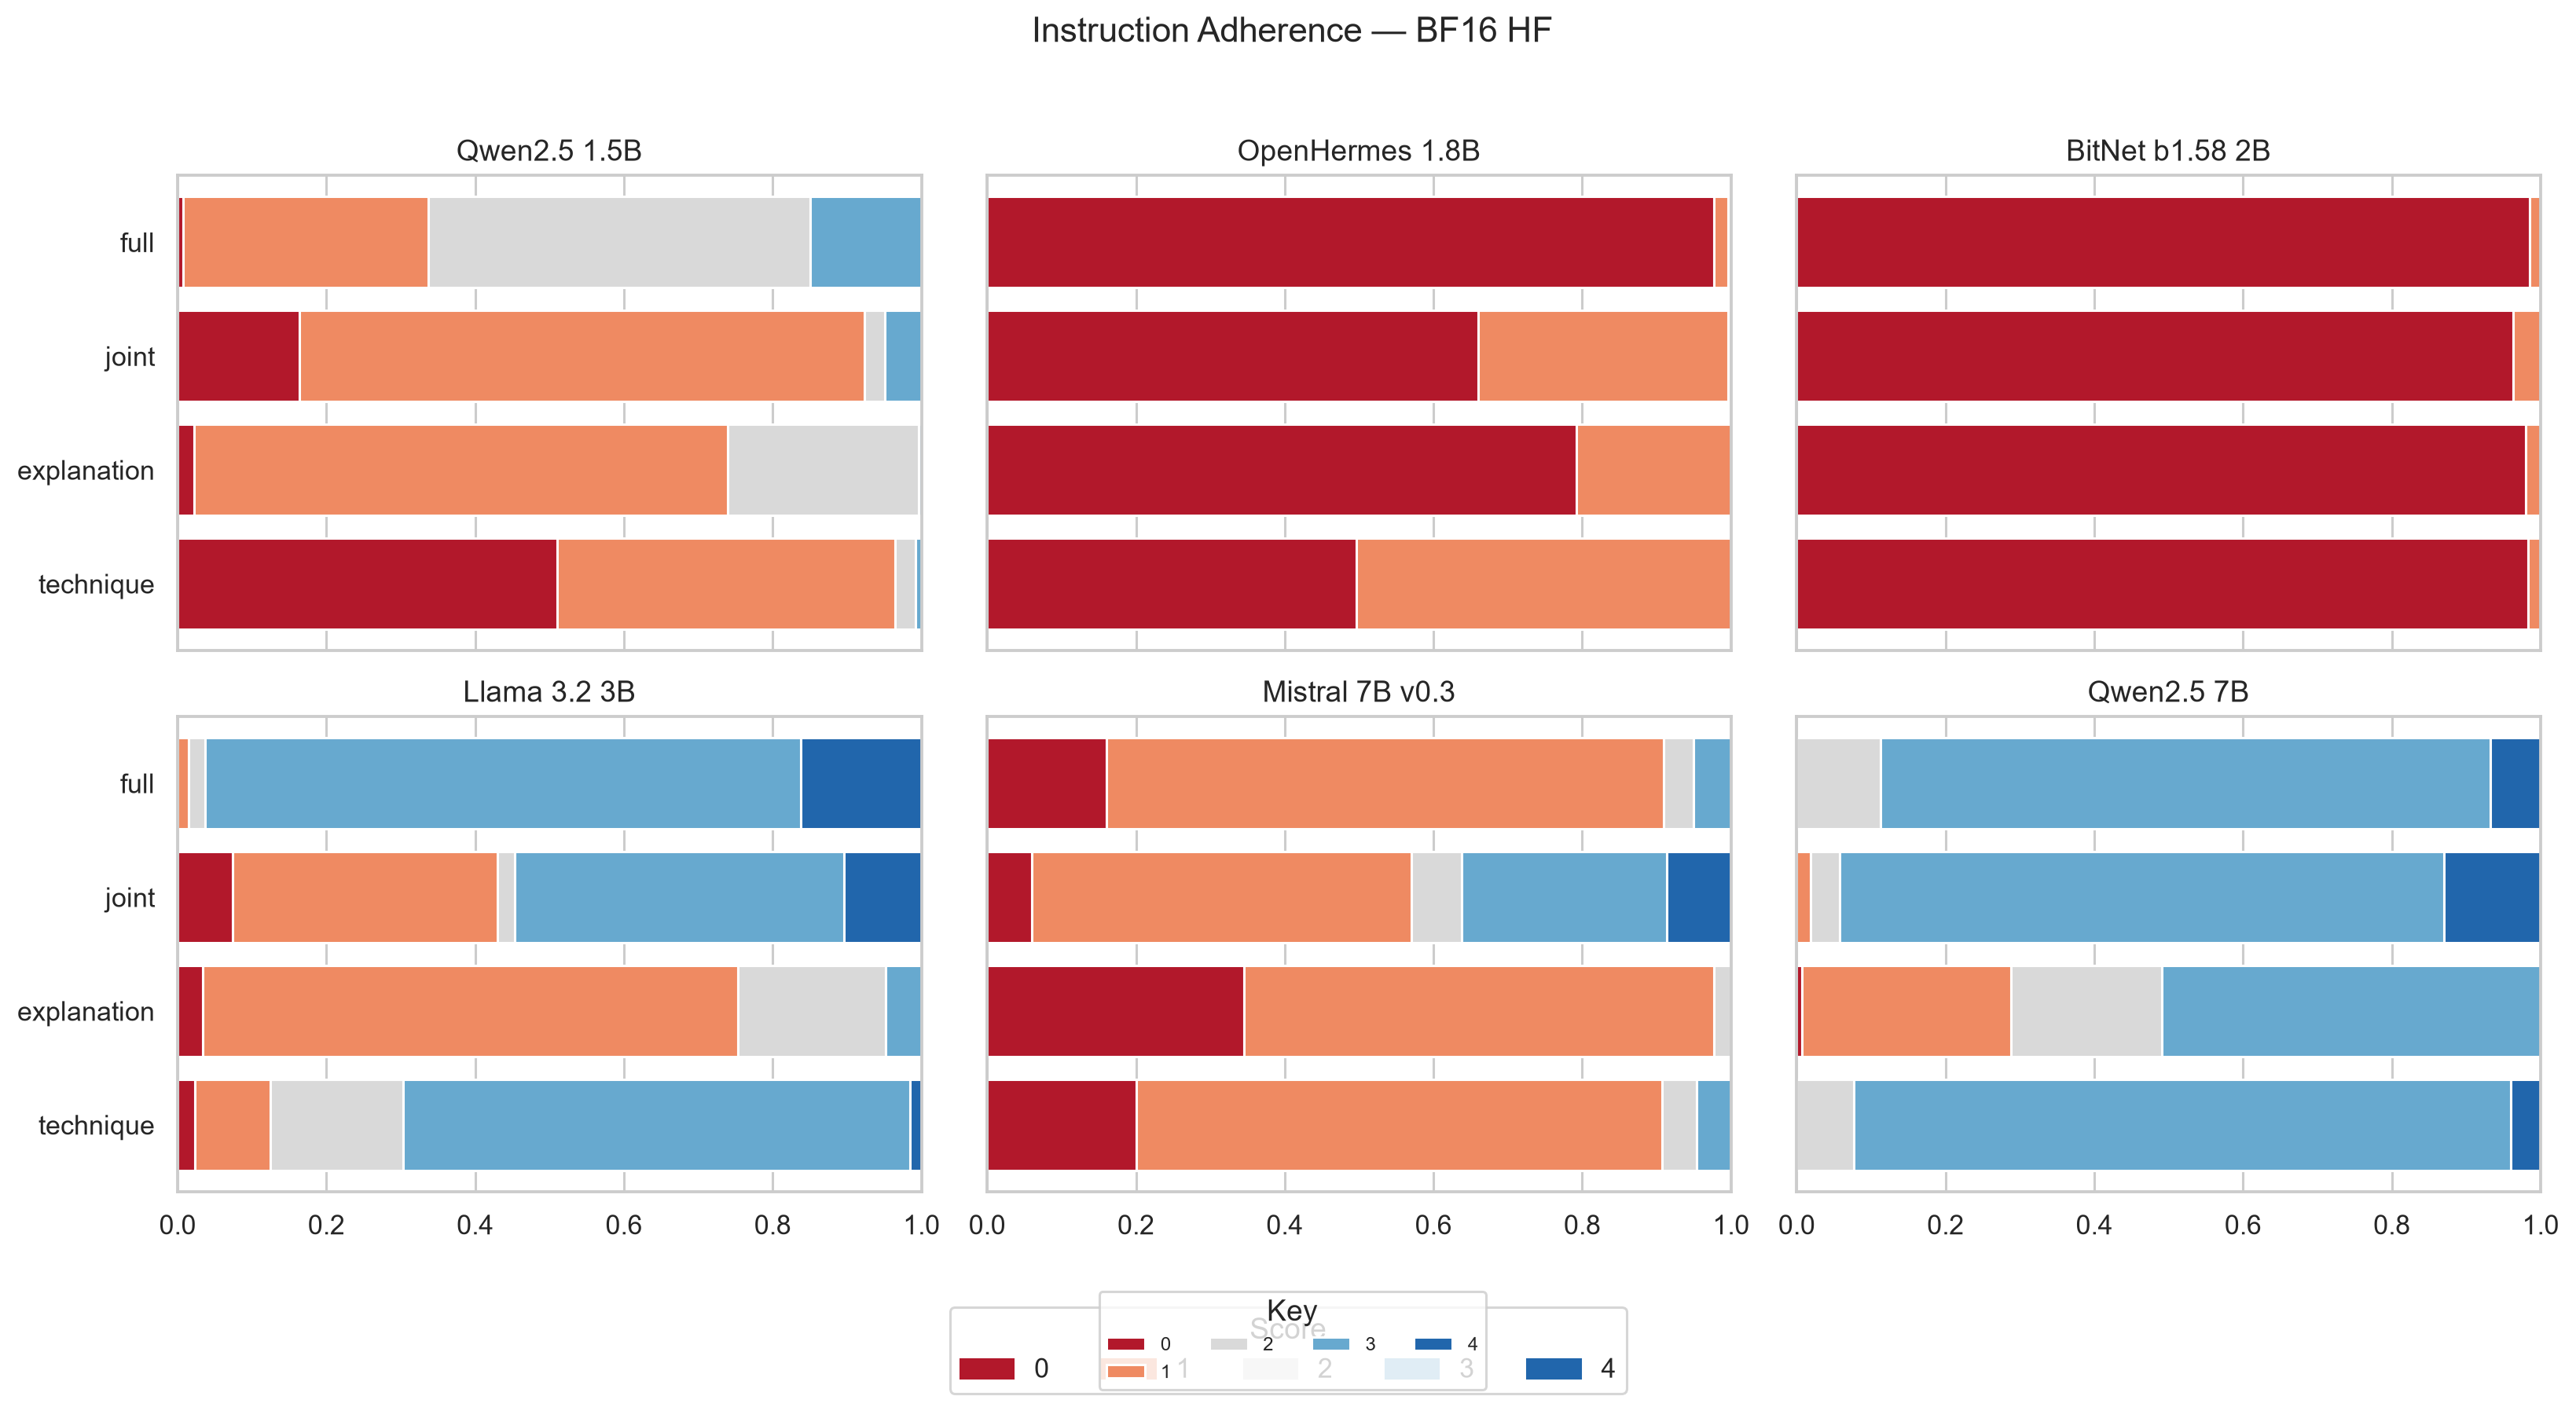 Instruction Adherence — BF16 HF
Qwen2.5 1.5B
OpenHermes 1.8B
BitNet b1.58 2B
full
joint
explanation
technique
Llama 3.2 3B
Mistral 7B v0.3
Qwen2.5 7B
full
joint
explanation
technique
0.0 0.2 0.4 0.6 0.8 1.0
0.0 0.2 0.4 0.6 0.8 1.0
0.0 0.2 0.4 0.6 0.8 1.0
Key
Score
0 2 3 4
1
0 1 2 3 4